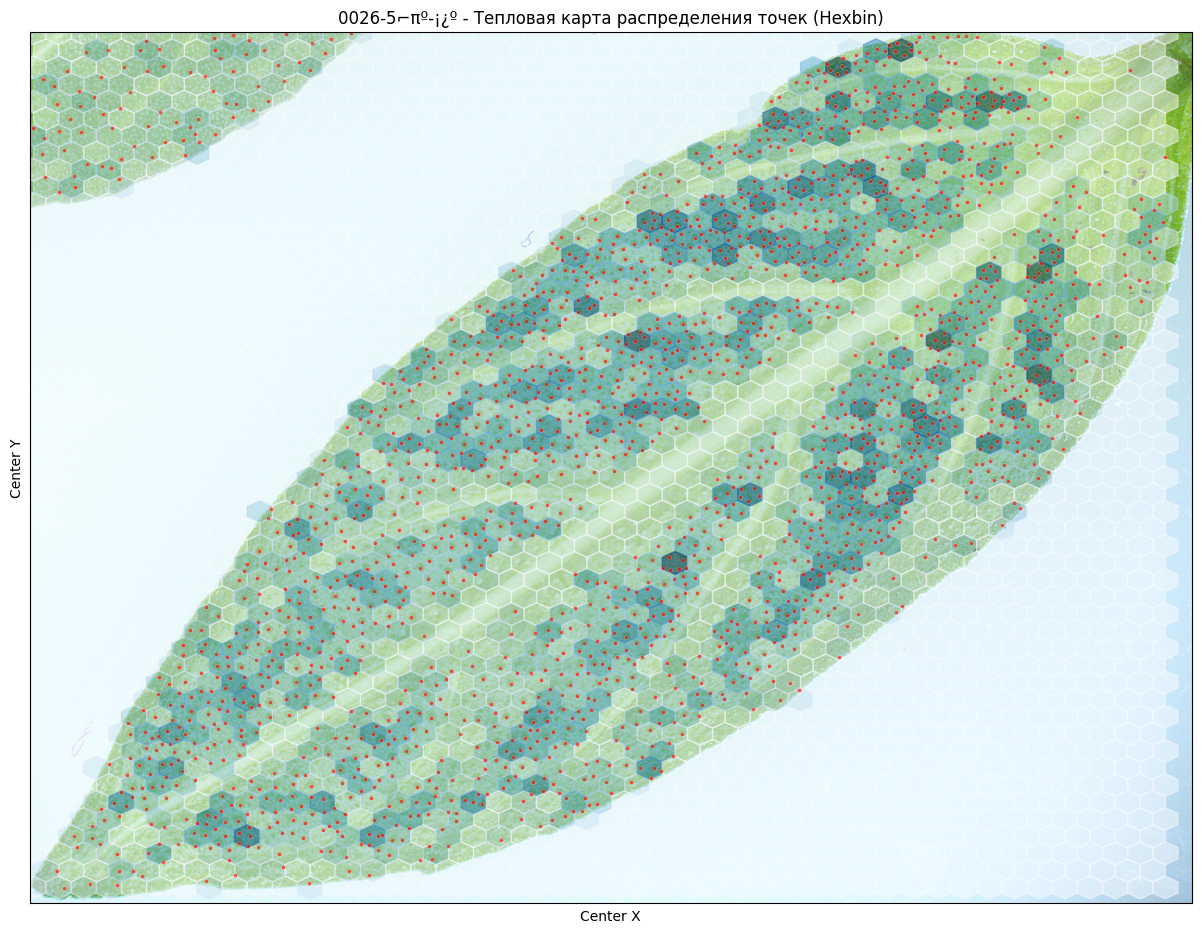 0026-5⌐πº-¡¿º - Тепловая карта распределения точек (Hexbin)
Center Y
Center X